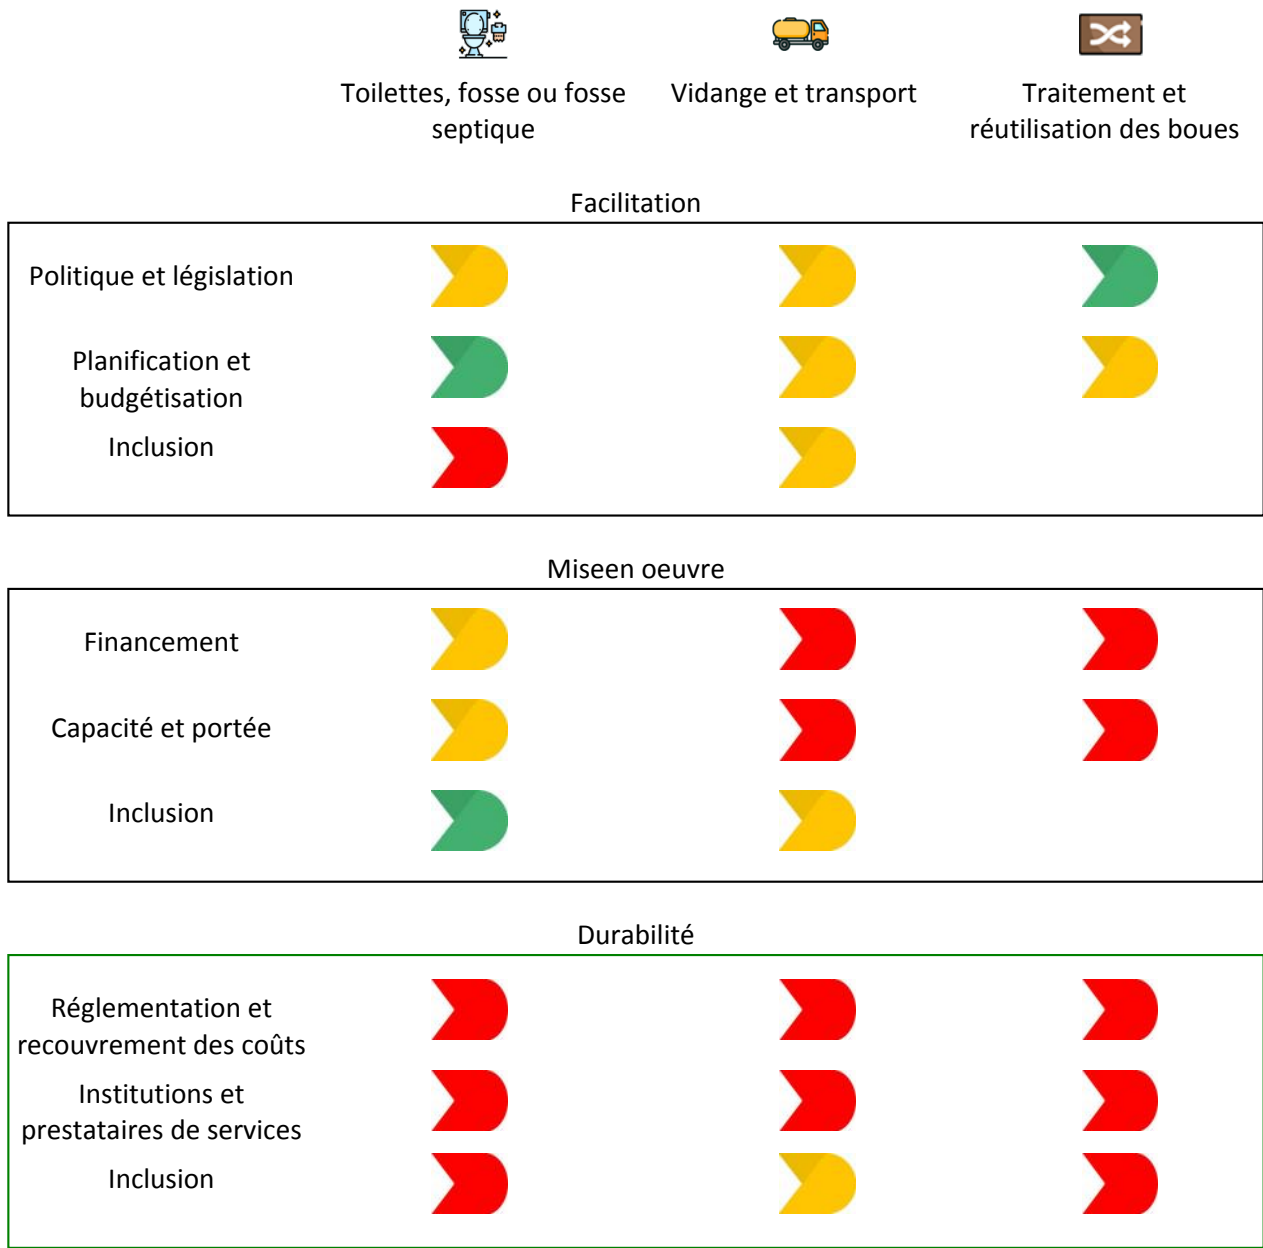 Toilettes, fosse ou fosse
septique
Vidange et transport
Traitement et
réutilisation des boues
Facilitation
Politique et législation
Planification et
budgétisation
Inclusion
Miseen oeuvre
Financement
Capacité et portée
Inclusion
Durabilité
Réglementation et
recouvrement des coûts
Institutions et
prestataires de services
Inclusion